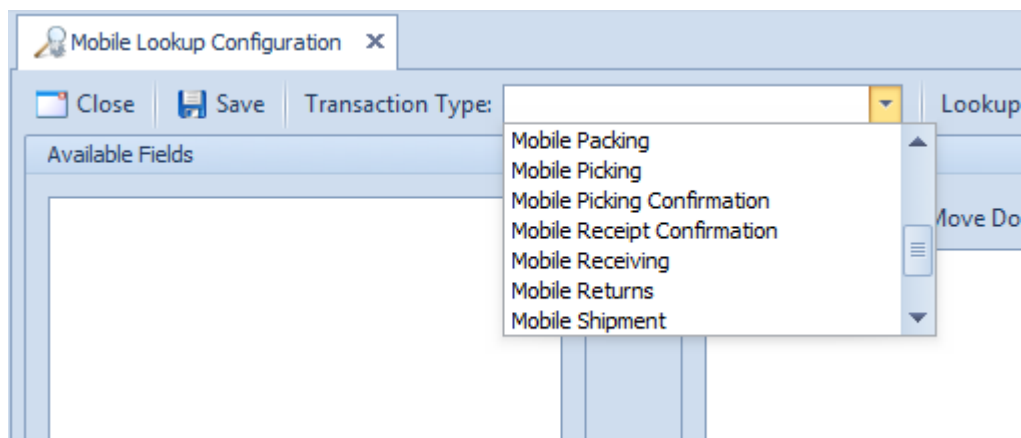 Mobile Lookup Configuration
Close Save Transaction Type: Lookup
Available Fields
Mobile Packing
Mobile Picking
Mobile Picking Confirmation
Mobile Receipt Confirmation
Move Do
Mobile Receiving
Mobile Returns
Mobile Shipment